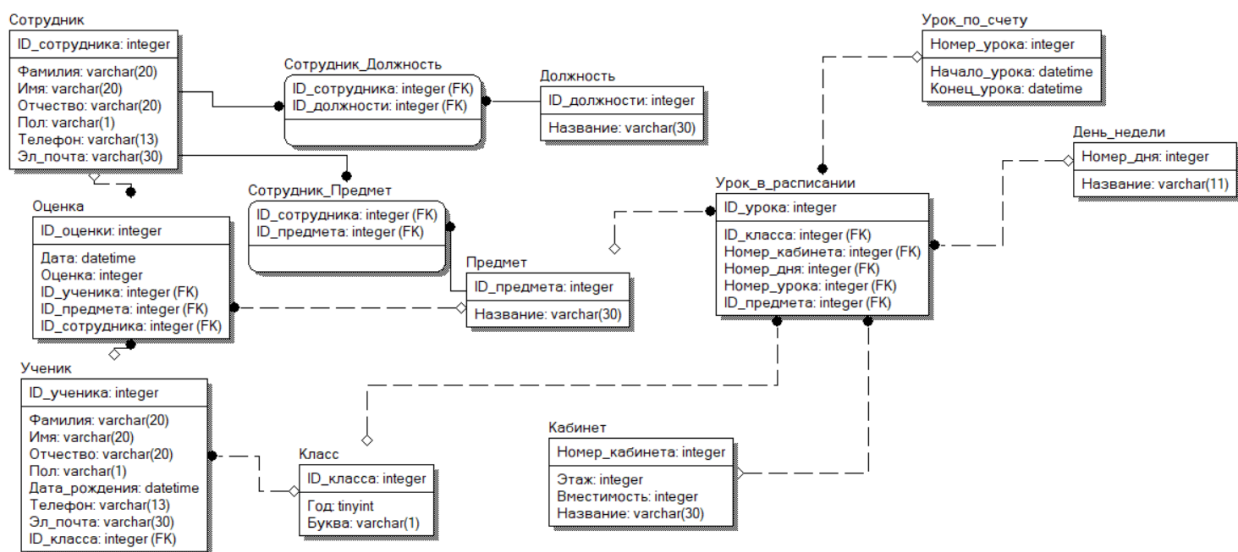 Сотрудник
ID_сотрудника: integer
Фамилия: varchar(20)
Имя: varchar(20)
Отчество: varchar(20)
Пол: varchar(1)
Телефон: varchar(13)
Эл_почта: varchar(30)
Сотрудник_Должность
ID_сотрудника: integer (FK)
ID_должности: integer (FK)
Должность
ID_должности: integer
Название: varchar(30)
Урок_по_счету
Номер_урока: integer
Начало_урока: datetime
Конец_урока: datetime
День_недели
Номер_дня: integer
Название: varchar(11)
Сотрудник_Предмет
ID_сотрудника: integer (FK)
ID_предмета: integer (FK)
Урок_в_расписании
ID_урока: integer
ID_класса: integer (FK)
Номер_кабинета: integer (FK)
Номер_дня: integer (FK)
Номер_урока: integer (FK)
ID_предмета: integer (FK)
Оценка
ID_оценки: integer
Дата: datetime
Оценка: integer
ID_ученика: integer (FK)
ID_предмета: integer (FK)
ID_сотрудника: integer (FK)
Предмет
ID_предмета: integer
Название: varchar(30)
Ученик
ID_ученика: integer
Фамилия: varchar(20)
Имя: varchar(20)
Отчество: varchar(20)
Пол: varchar(1)
Дата_рождения: datetime
Телефон: varchar(13)
Эл_почта: varchar(30)
ID_класса: integer (FK)
Класс
ID_класса: integer
Год: tinyint
Буква: varchar(1)
Кабинет
Номер_кабинета: integer
Этаж: integer
Вместимость: integer
Название: varchar(30)